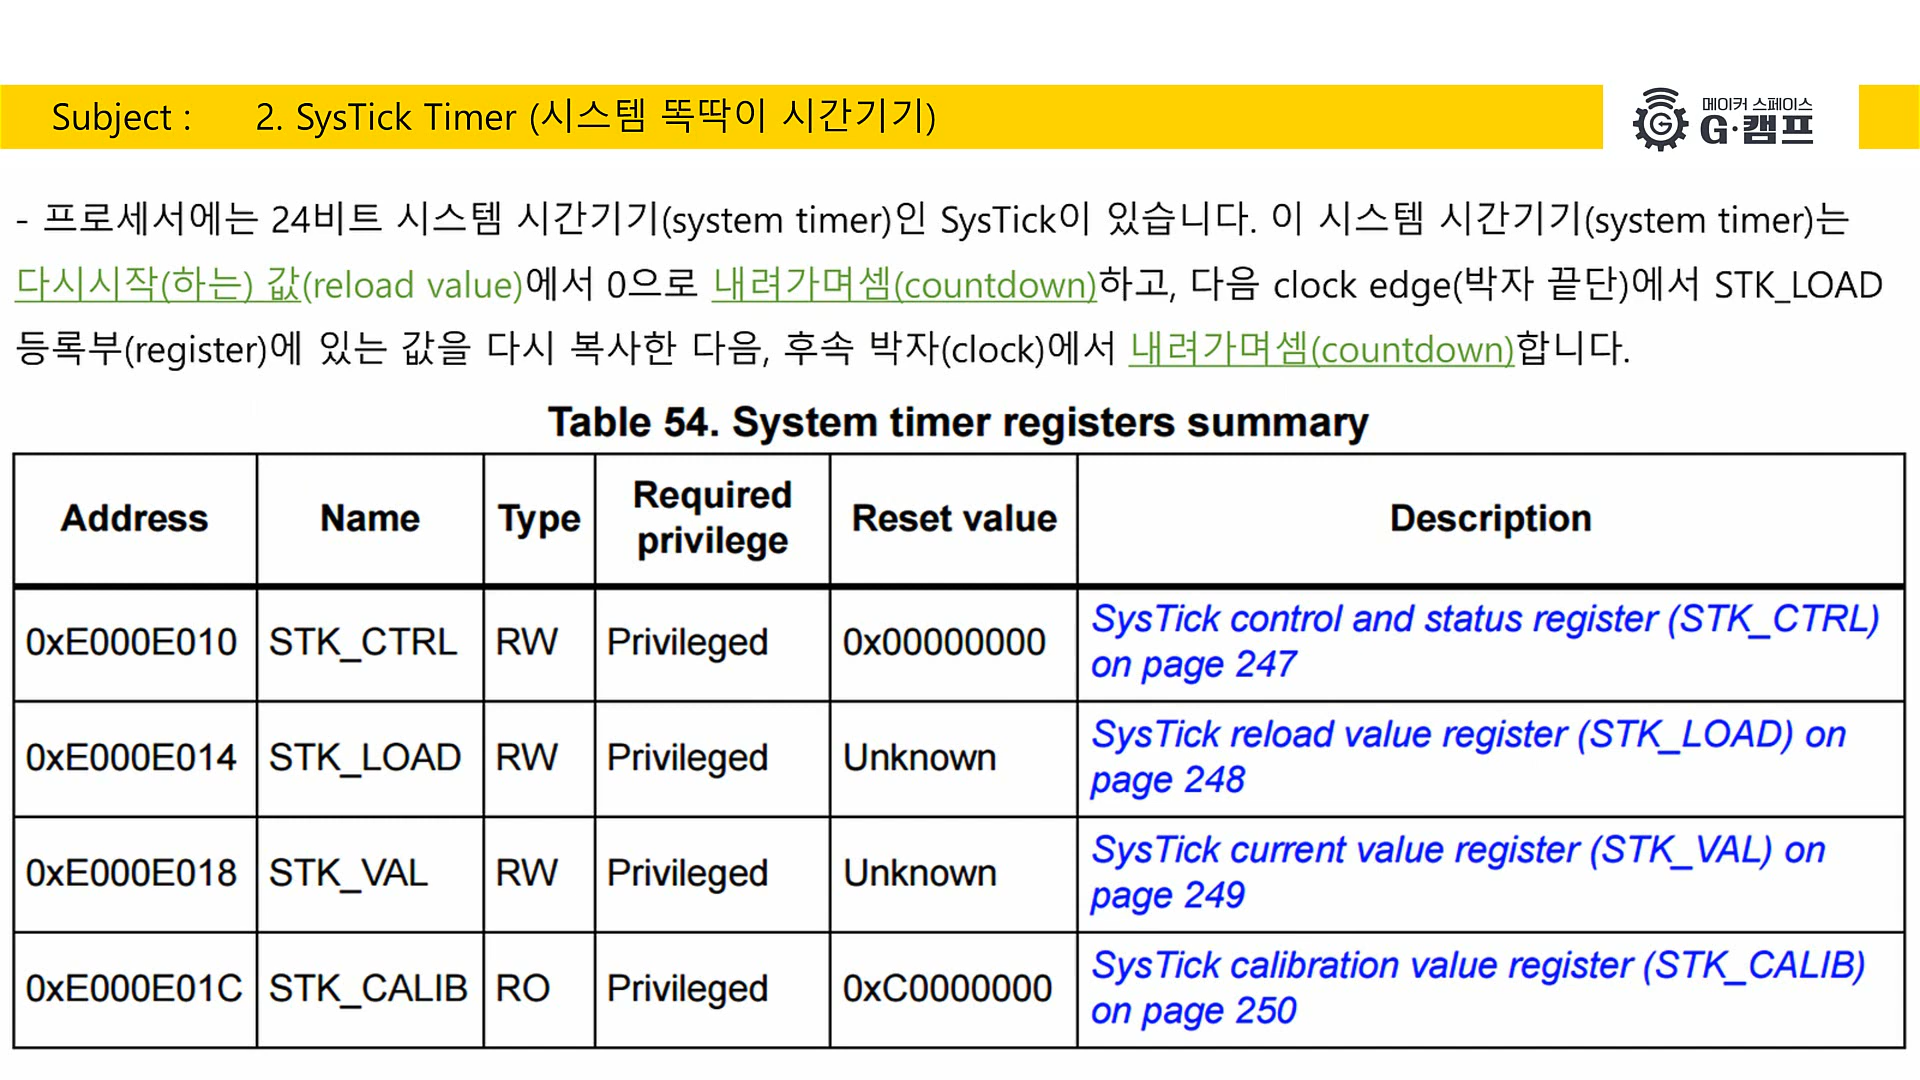 Subject : 2. SysTick Timer (시스템 똑딱이 시간기기)
메이커 스페이스
G·캠프
- 프로세서에는 24비트 시스템 시간기기(system timer)인 SysTick이 있습니다. 이 시스템 시간기기(system timer)는
다시시작(하는) 값(reload value)에서 0으로 내려가며셈(countdown)하고, 다음 clock edge(박자 끝단)에서 STK_LOAD
등록부(register)에 있는 값을 다시 복사한 다음, 후속 박자(clock)에서 내려가며셈(countdown)합니다.
Table 54. System timer registers summary
Address Name Type Required privilege Reset value Description
0xE000E010 STK_CTRL RW Privileged 0x00000000 SysTick control and status register (STK_CTRL)
on page 247
0xE000E014 STK_LOAD RW Privileged Unknown SysTick reload value register (STK_LOAD) on
page 248
0xE000E018 STK_VAL RW Privileged Unknown SysTick current value register (STK_VAL) on
page 249
0xE000E01C STK_CALIB RO Privileged 0xC0000000 SysTick calibration value register (STK_CALIB)
on page 250